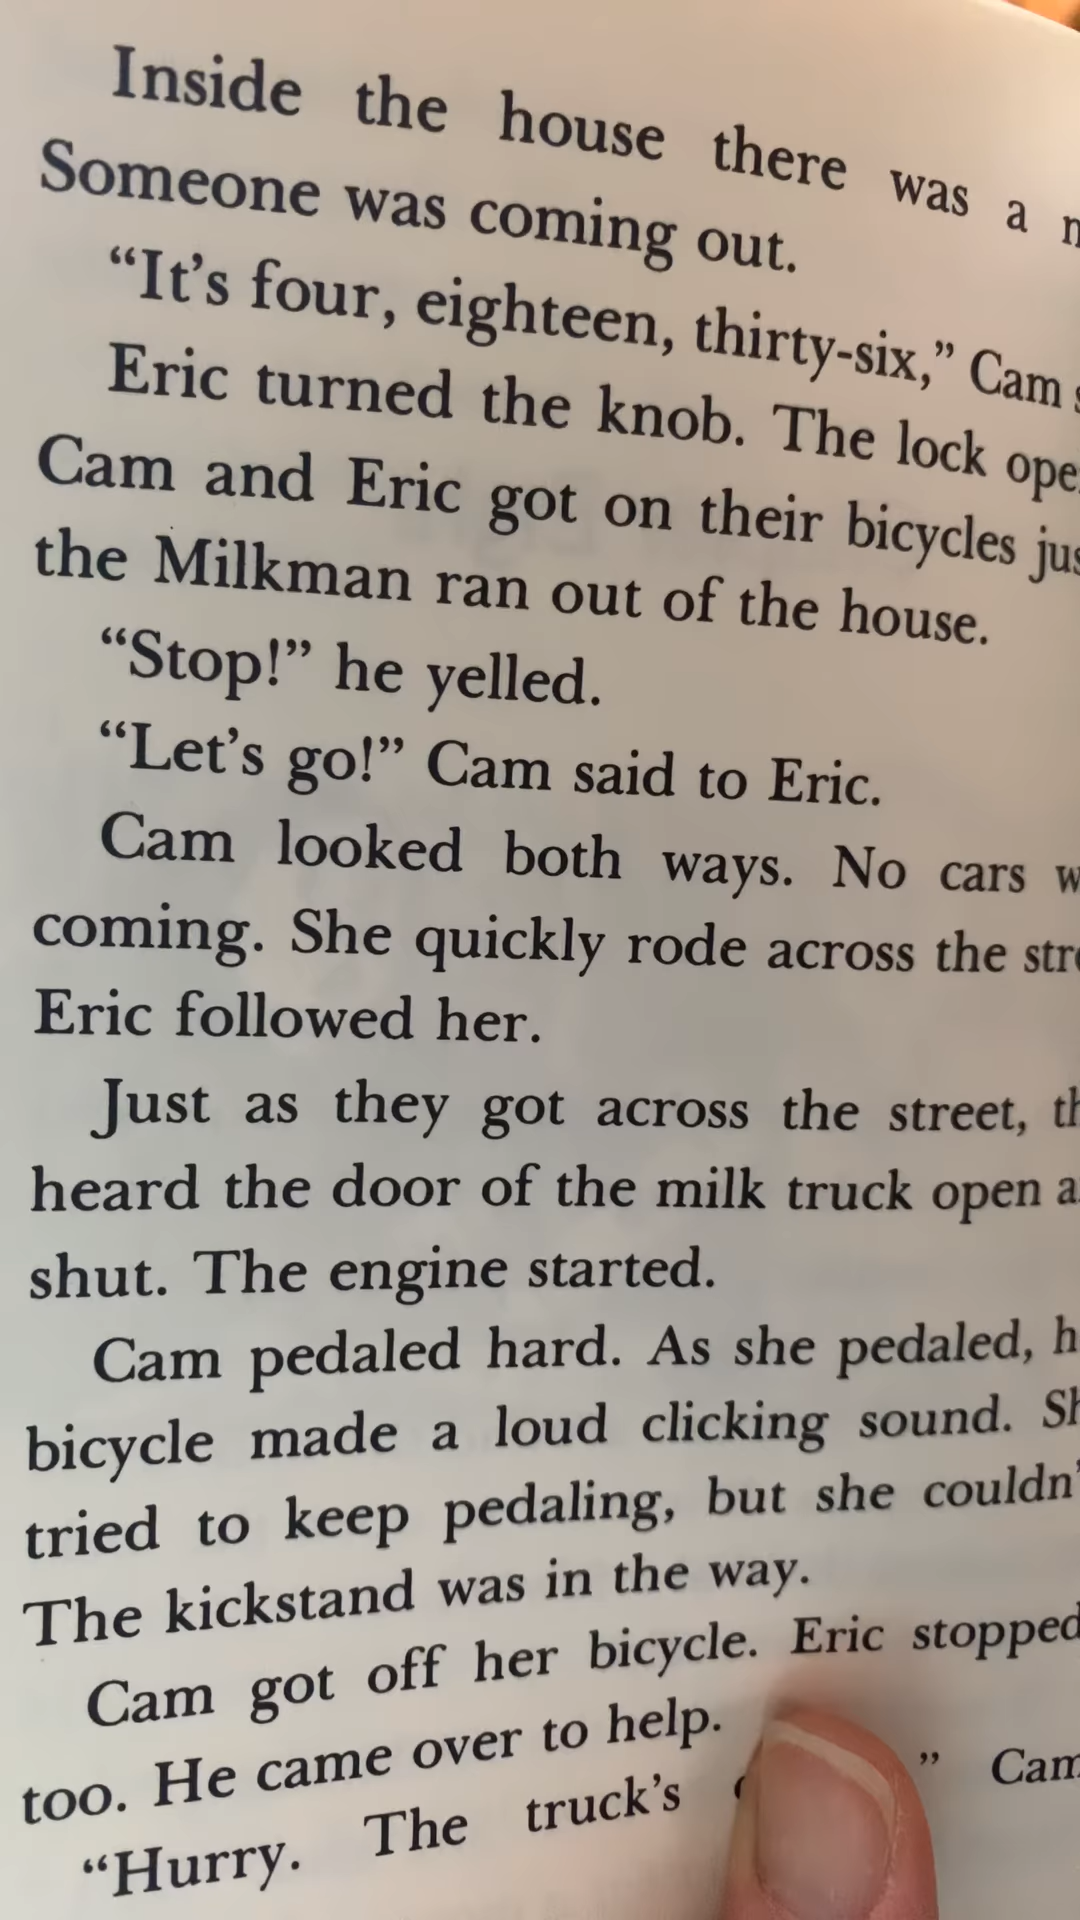 Inside the house there was a
Someone was coming out.
“It’s four, eighteen, thirty-six,” Cam
Eric turned the knob. The lock
Cam and Eric got on their bicycles
the Milkman ran out of the house.
“Stop!” he yelled.
“Let’s go!” Cam said to Eric.
Cam looked both ways. No cars
coming. She quickly rode across the
Eric followed her.
Just as they got across the street,
heard the door of the milk truck open
shut. The engine started.
Cam pedaled hard. As she pedaled,
bicycle made a loud clicking sound.
tried to keep pedaling, but she couldn’
The kickstand was in the way.
Cam got off her bicycle. Eric stopped
too. He came over to help.
“Hurry. The truck’s ” Cam